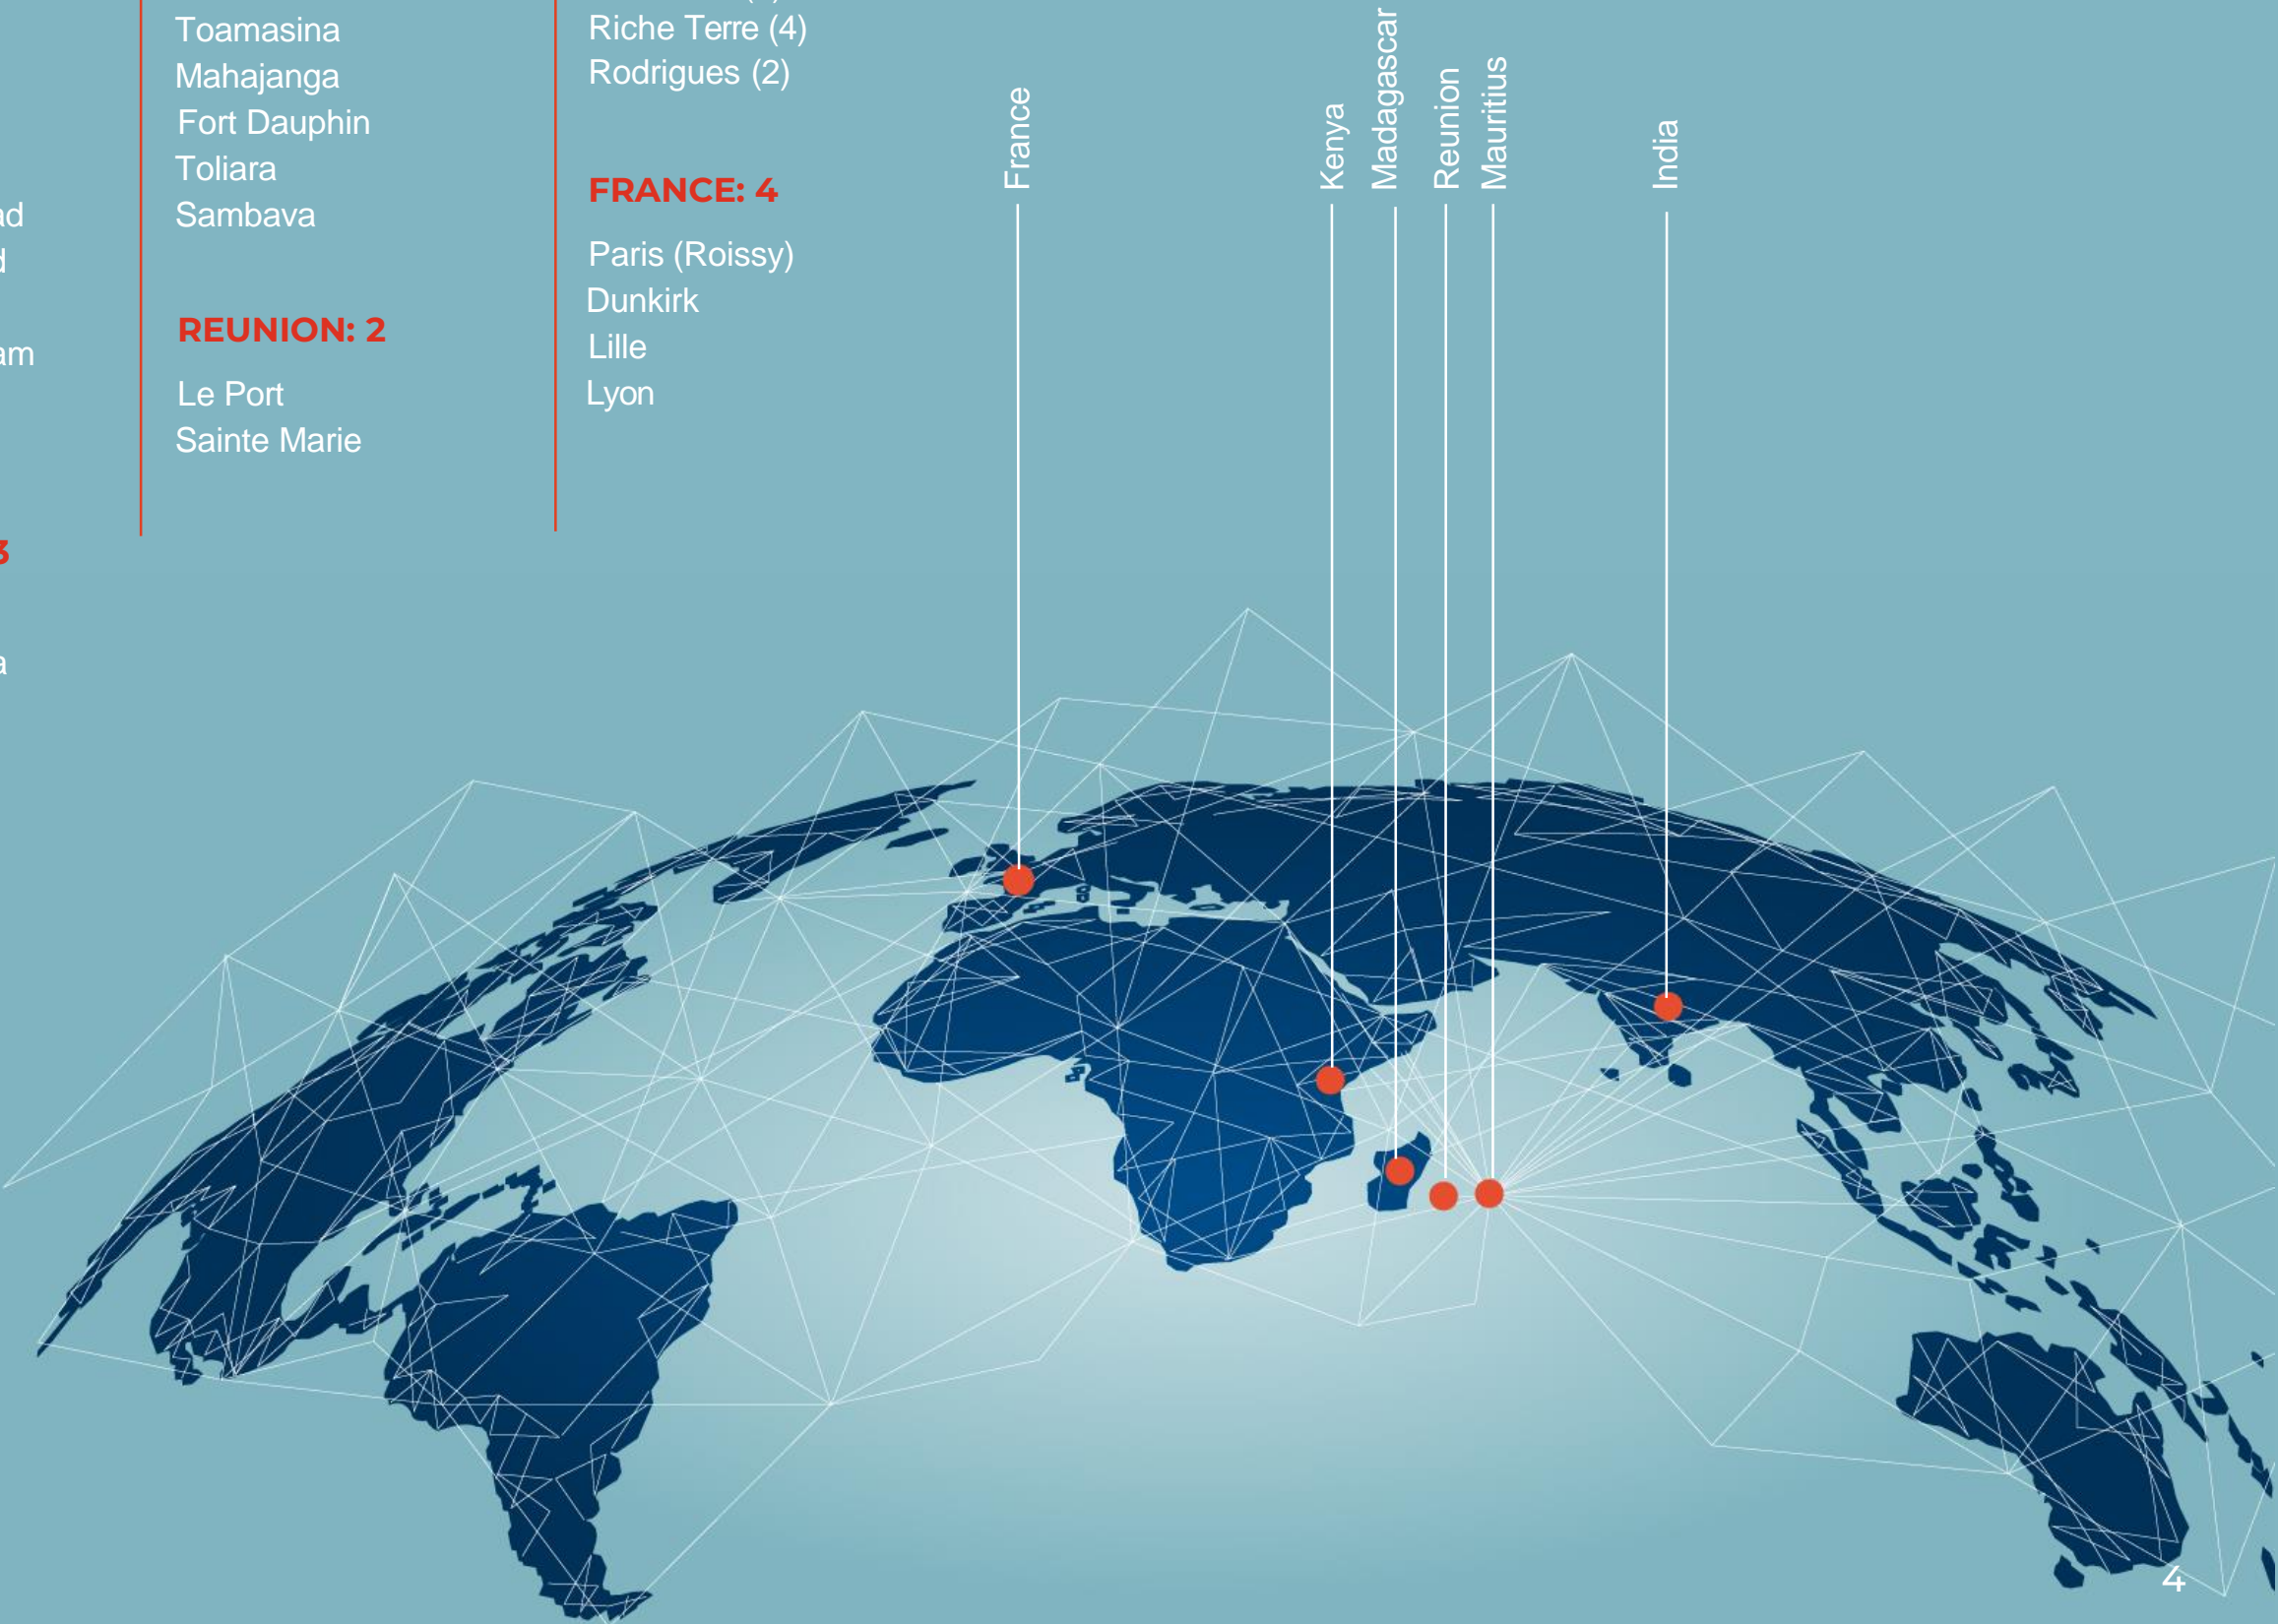 Toamasina
Mahajanga
Fort Dauphin
Toliara
Sambava
REUNION: 2
Le Port
Sainte Marie
Riche Terre (4)
Rodrigues (2)
FRANCE: 4
Paris (Roissy)
Dunkirk
Lille
Lyon
France
Kenya
Madagascar
Reunion
Mauritius
India
4